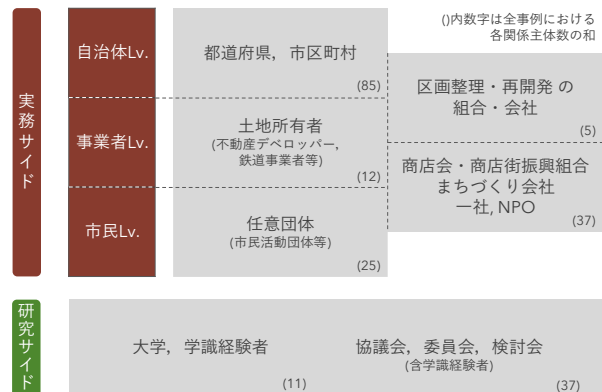 ()内数字は全事例における
各関係主体数の和
実務サイド
自治体Lv.
都道府県，市区町村
(85)
区画整理・再開発 の
組合・会社
(5)
事業者Lv.
土地所有者
(不動産デベロッパー，
鉄道事業者等)
(12)
商店会・商店街振興組合
まちづくり会社
一社, NPO
(37)
市民Lv.
任意団体
(市民活動団体等)
(25)
研究サイド
大学，学識経験者
(11)
協議会，委員会，検討会
(含学識経験者)
(37)